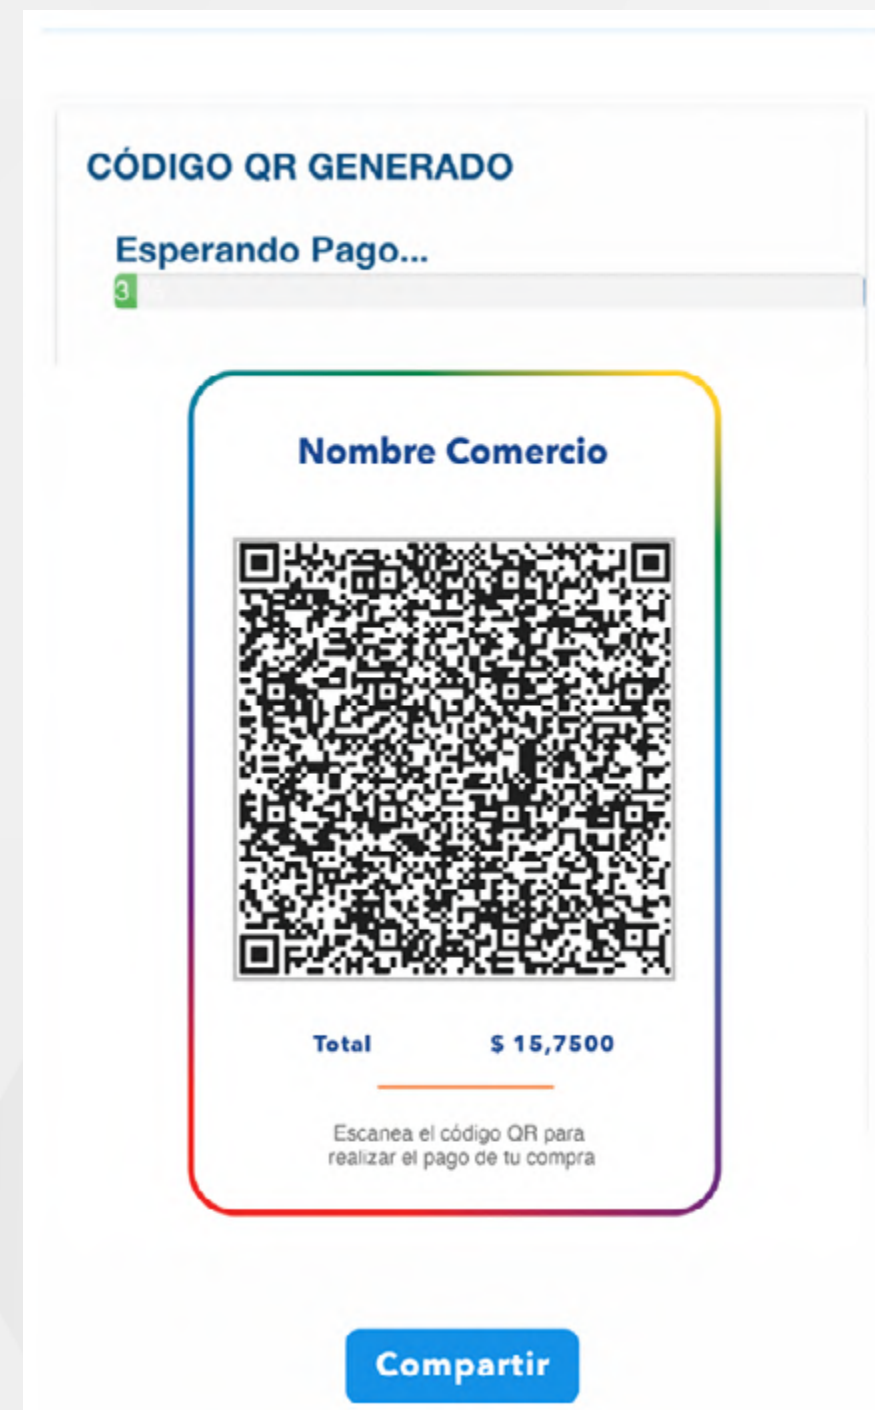 CÓDIGO QR GENERADO
Esperando Pago...
3
Nombre Comercio
Total $ 15,7500
Escanea el código QR para
realizar el pago de tu compra
Compartir